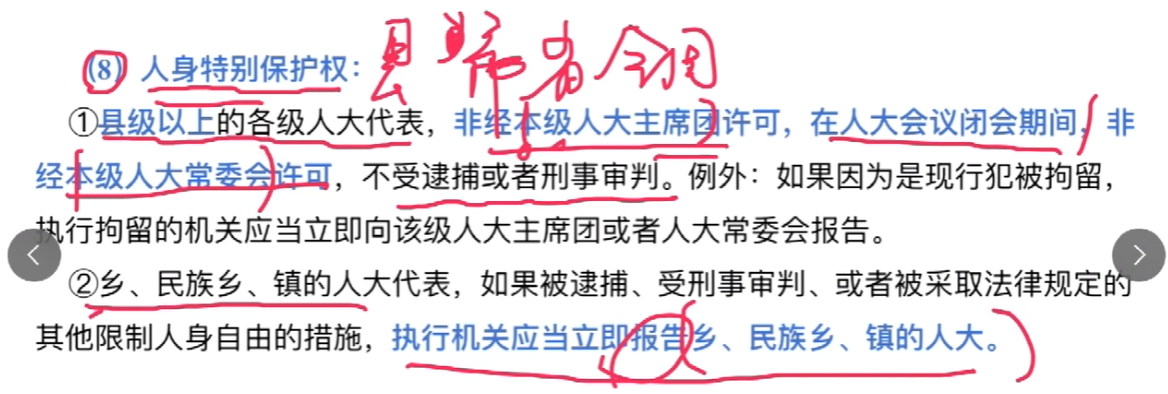 县 市 省 全国
(8) 人身特别保护权：
①县级以上的各级人大代表，非经本级人大主席团许可，在人大会议闭会期间，非
经本级人大常委会许可，不受逮捕或者刑事审判。例外：如果因为是现行犯被拘留，
执行拘留的机关应当立即向该级人大主席团或者人大常委会报告。
②乡、民族乡、镇的人大代表，如果被逮捕、受刑事审判、或者被采取法律规定的
其他限制人身自由的措施，执行机关应当立即报告乡、民族乡、镇的人大。